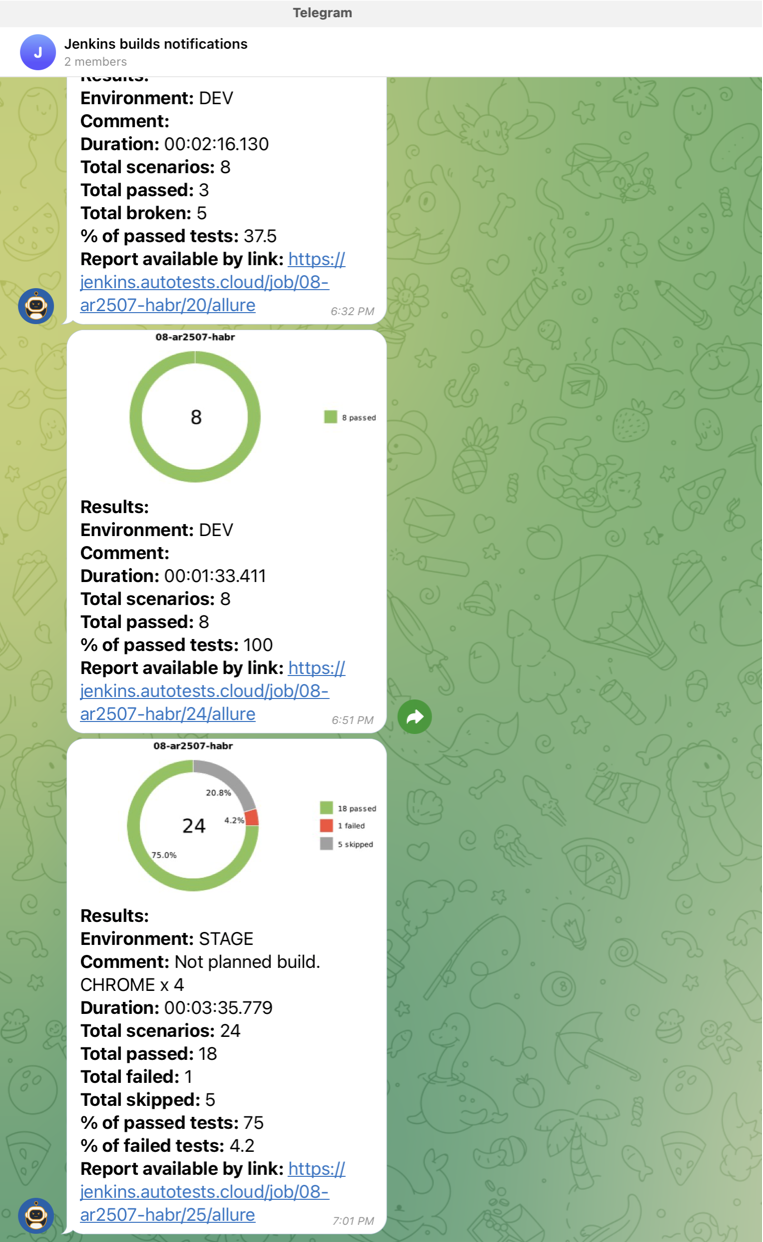 Telegram
J
Jenkins builds notifications
2 members
Results:
Environment: DEV
Comment:
Duration: 00:02:16.130
Total scenarios: 8
Total passed: 3
Total broken: 5
% of passed tests: 37.5
Report available by link: https://
jenkins.autotests.cloud/job/08-
ar2507-habr/20/allure
6:32 PM
08-ar2507-habr
8
8 passed
Results:
Environment: DEV
Comment:
Duration: 00:01:33.411
Total scenarios: 8
Total passed: 8
% of passed tests: 100
Report available by link: https://
jenkins.autotests.cloud/job/08-
ar2507-habr/24/allure
6:51 PM
08-ar2507-habr
20.8%
4.2%
24
75.0%
18 passed
1 failed
5 skipped
Results:
Environment: STAGE
Comment: Not planned build.
CHROME x 4
Duration: 00:03:35.779
Total scenarios: 24
Total passed: 18
Total failed: 1
Total skipped: 5
% of passed tests: 75
% of failed tests: 4.2
Report available by link: https://
jenkins.autotests.cloud/job/08-
ar2507-habr/25/allure
7:01 PM